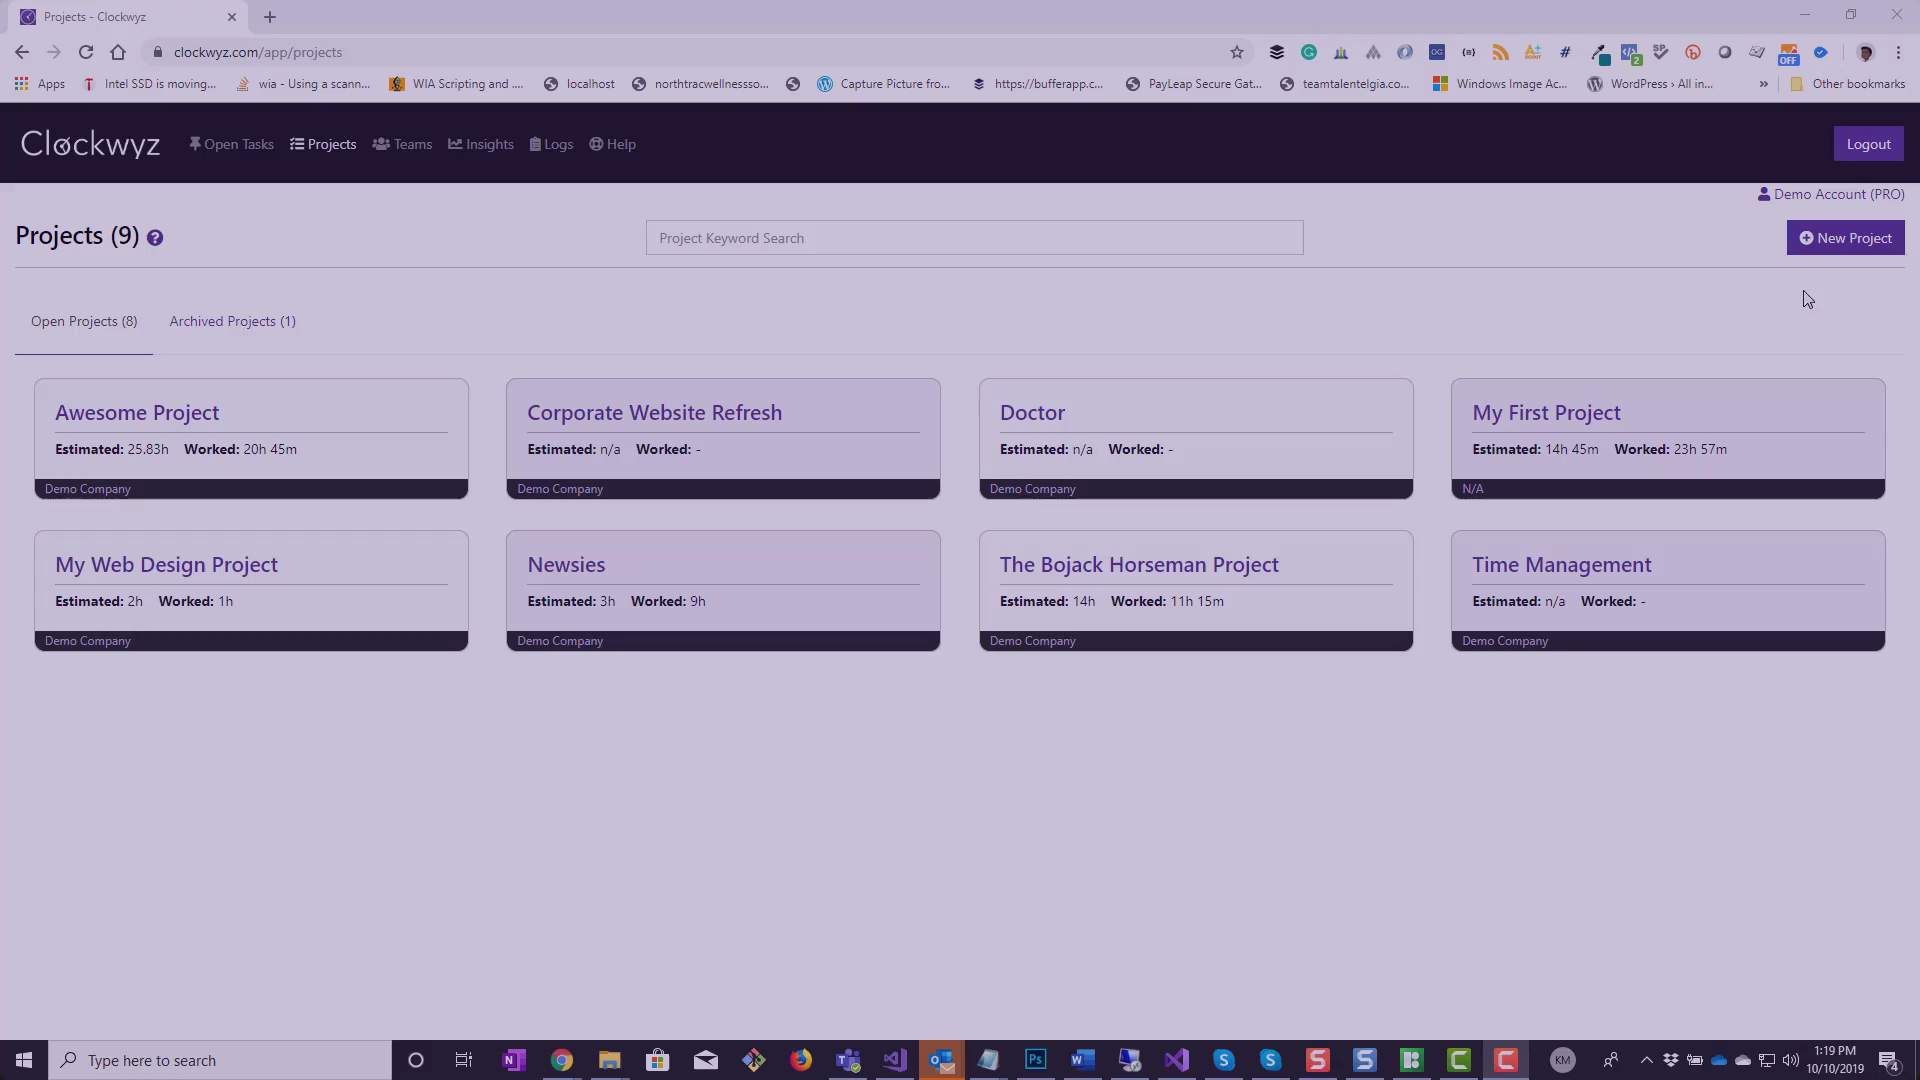 Projects - Clockwyz
clockwyz.com/app/projects
Apps
Intel SSD is moving...
wia - Using a scann...
WIA Scripting and ....
localhost
northtracwellnessso...
Capture Picture fro...
https://bufferapp.c...
PayLeap Secure Gat...
teamtalentelgia.co...
Windows Image Ac...
WordPress › All in...
Other bookmarks
Clockwyz
Open Tasks
Projects
Teams
Insights
Logs
Help
Logout
Demo Account (PRO)
Projects (9)
Project Keyword Search
New Project
Open Projects (8)
Archived Projects (1)
Awesome Project
Estimated: 25.83h Worked: 20h 45m
Demo Company
Corporate Website Refresh
Estimated: n/a Worked: -
Demo Company
Doctor
Estimated: n/a Worked: -
Demo Company
My First Project
Estimated: 14h 45m Worked: 23h 57m
N/A
My Web Design Project
Estimated: 2h Worked: 1h
Demo Company
Newsies
Estimated: 3h Worked: 9h
Demo Company
The Bojack Horseman Project
Estimated: 14h Worked: 11h 15m
Demo Company
Time Management
Estimated: n/a Worked: -
Demo Company
Type here to search
KM
1:19 PM
10/10/2019
4